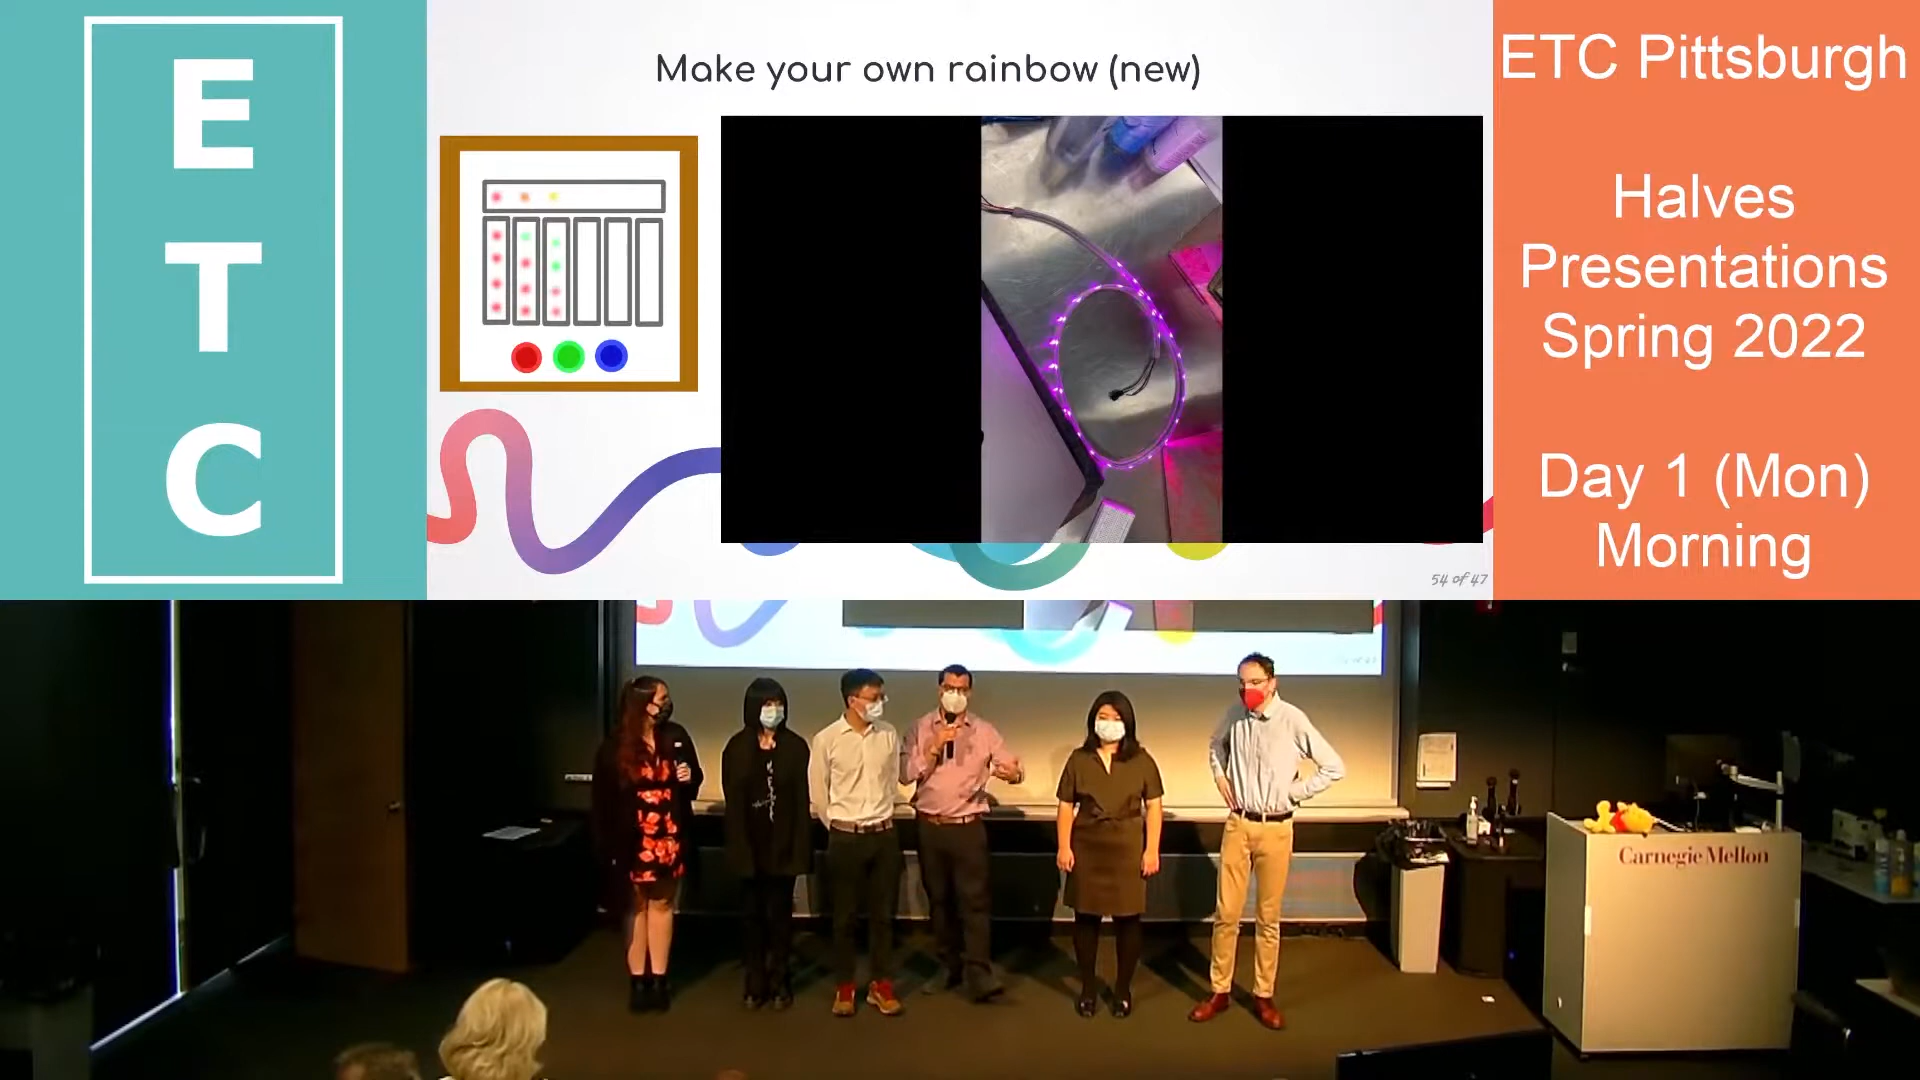 E
T
C
Make your own rainbow (new)
54 of 47
ETC Pittsburgh
Halves
Presentations
Spring 2022
Day 1 (Mon)
Morning
Carnegie Mellon